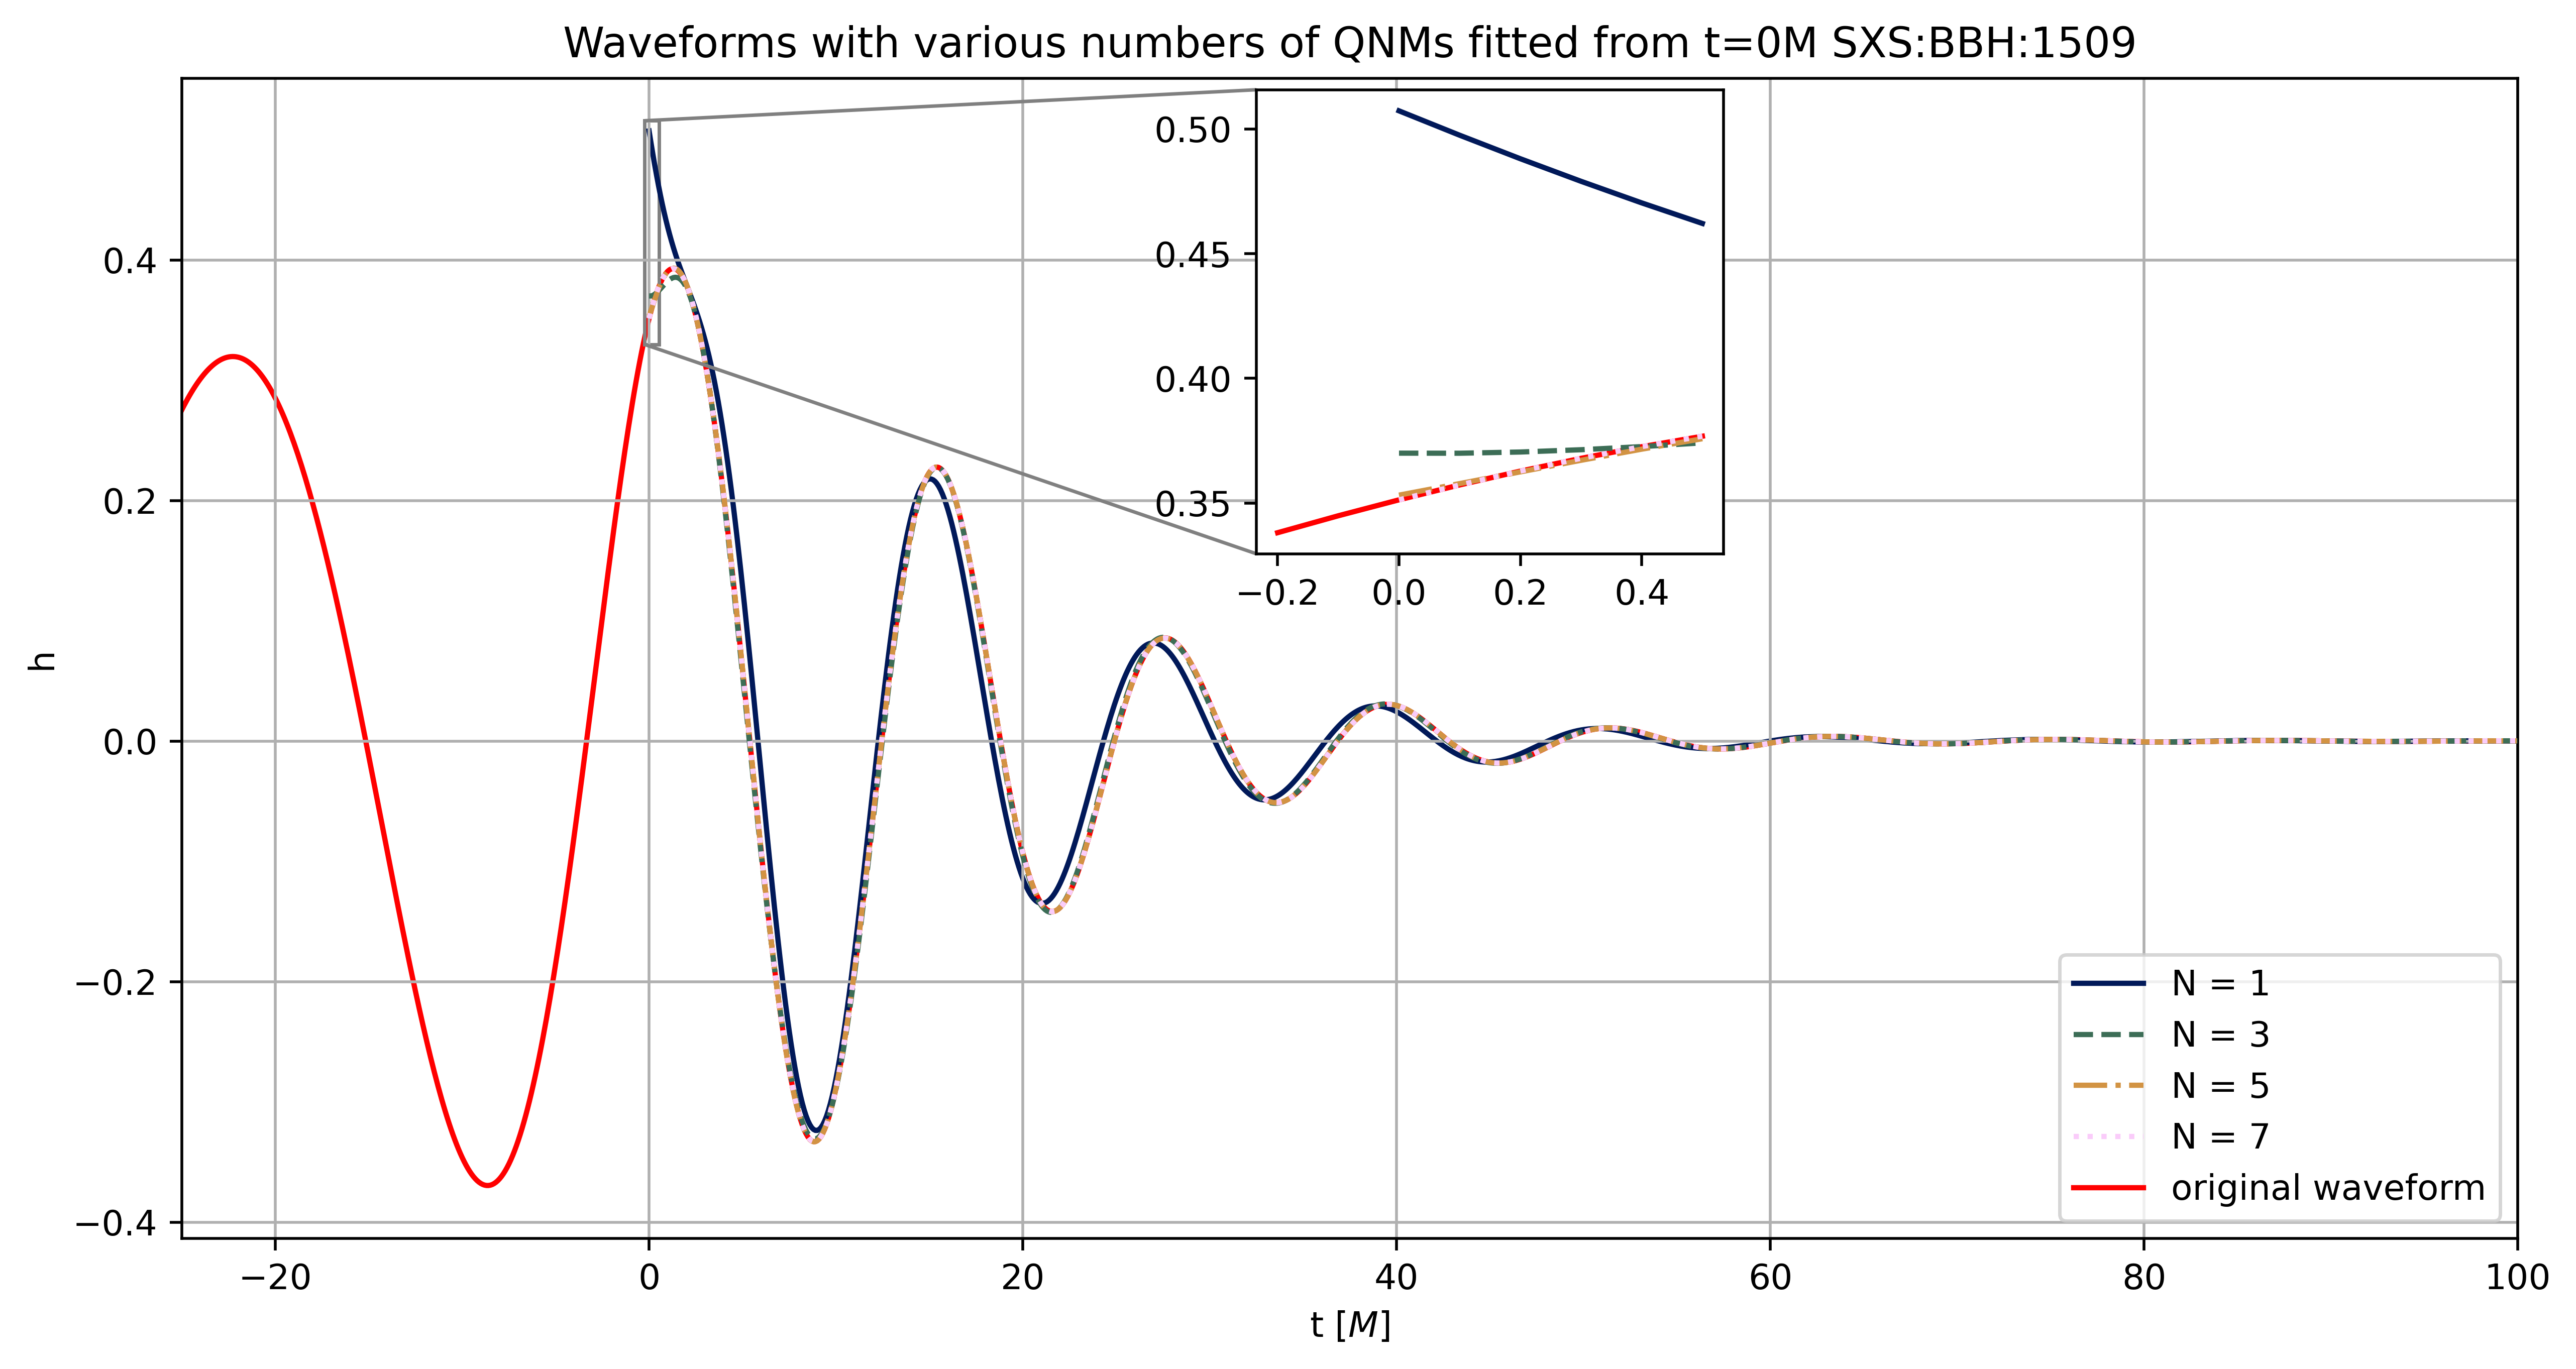 Waveforms with various numbers of QNMs fitted from t=0M SXS:BBH:1509
h
0.4
0.2
0.0
−0.2
−0.4
0.50
0.45
0.40
0.35
−0.2 0.0 0.2 0.4
N = 1
N = 3
N = 5
N = 7
original waveform
−20 0 20 40 60 80 100
t [M]